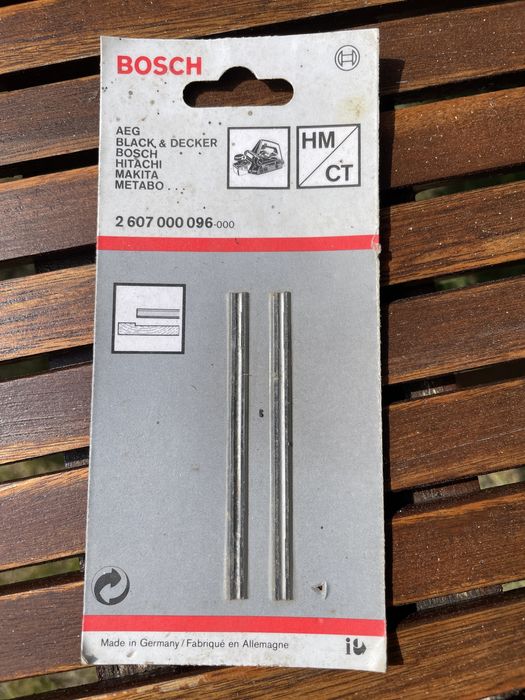 BOSCH
AEG
BLACK & DECKER
BOSCH
HITACHI
MAKITA
METABO . . .
HM
CT
2 607 000 096-000
Made in Germany / Fabriqué en Allemagne